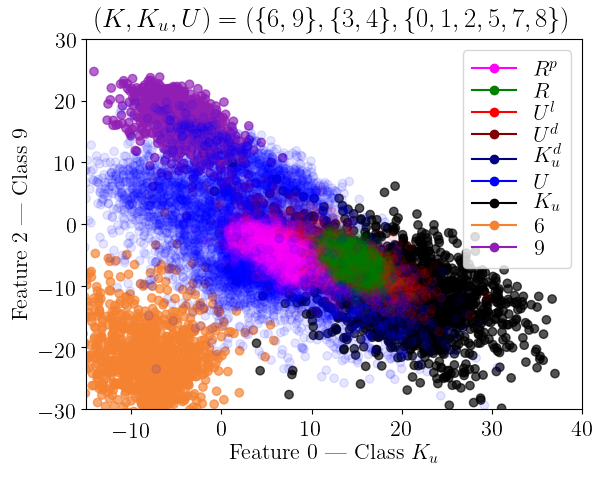 (K, K_u, U) = ({6, 9}, {3, 4}, {0, 1, 2, 5, 7, 8})
30
20
10
0
−10
−20
−30
Feature 2 — Class 9
R^p
R
U^l
U^d
K_u^d
U
K_u
6
9
−10
0
10
20
30
40
Feature 0 — Class K_u